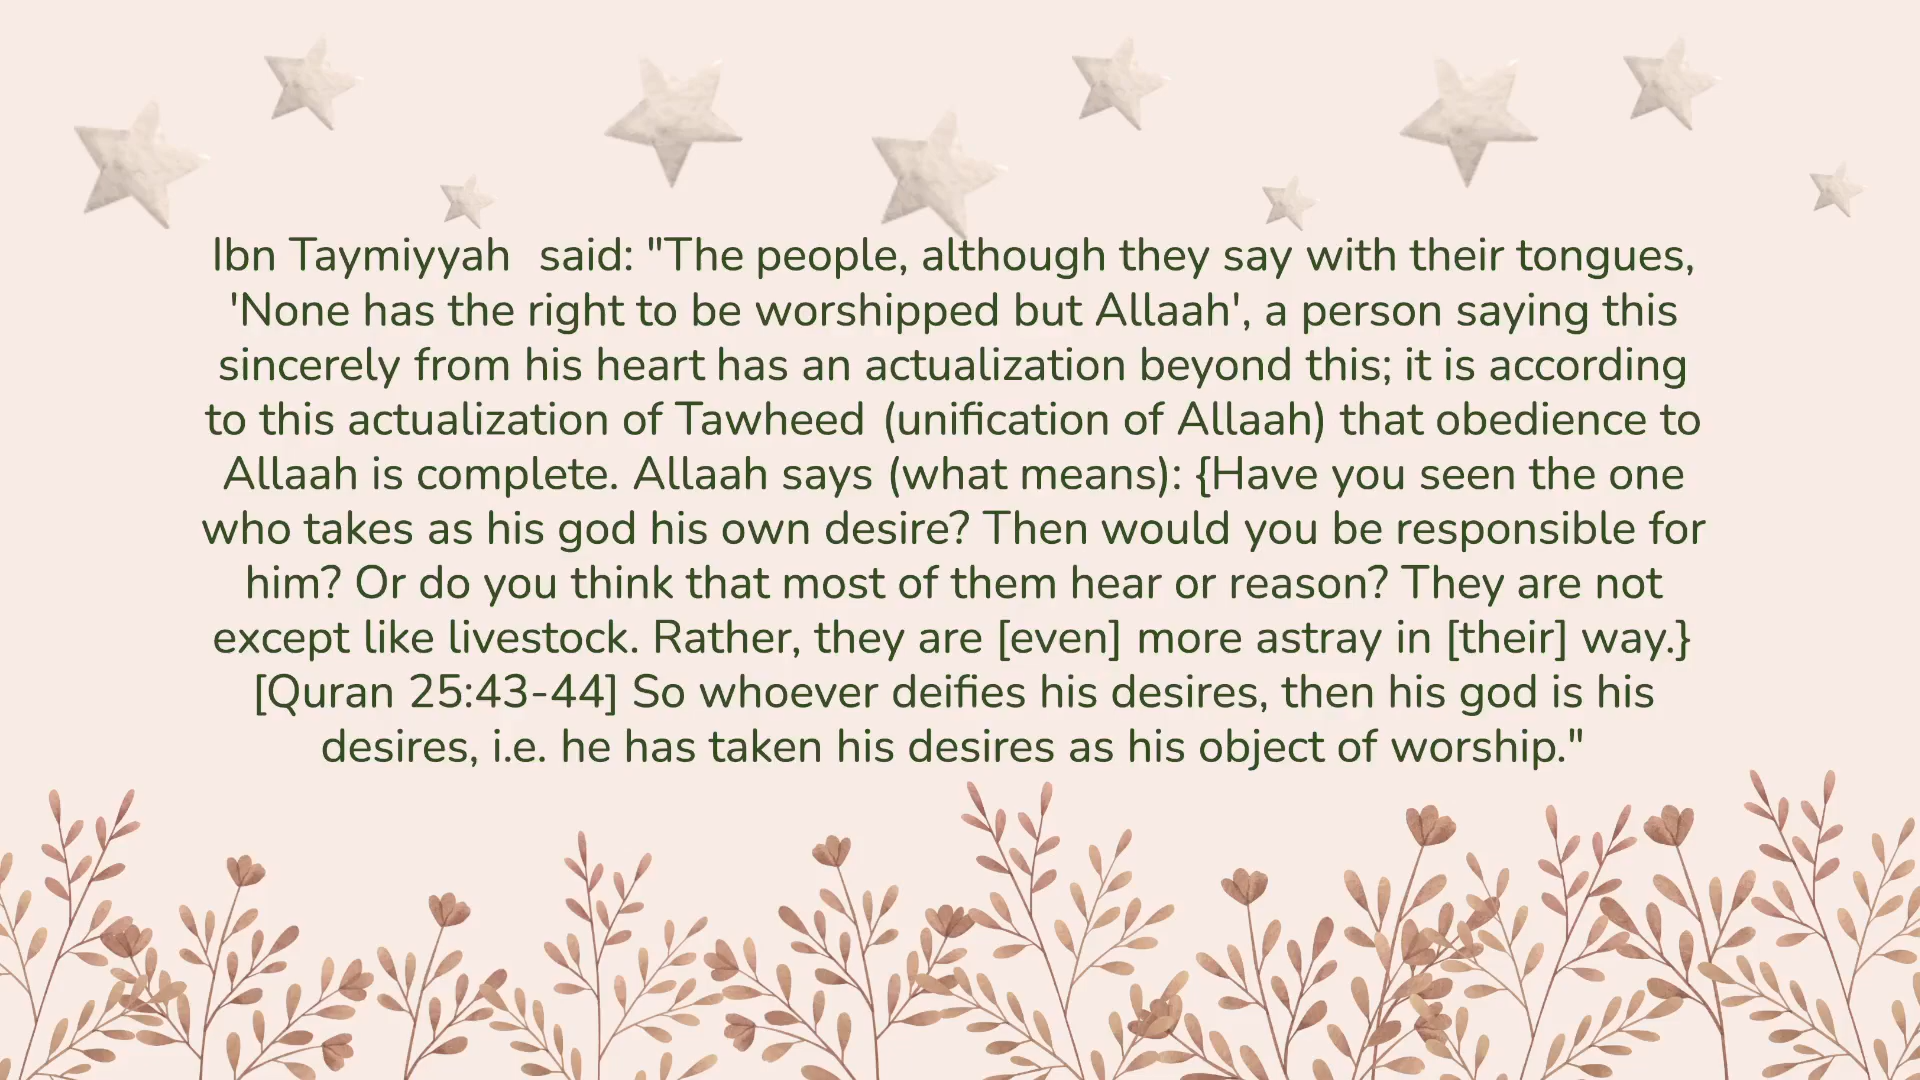 Ibn Taymiyyah  said: "The people, although they say with their tongues,
'None has the right to be worshipped but Allaah', a person saying this
sincerely from his heart has an actualization beyond this; it is according
to this actualization of Tawheed (unification of Allaah) that obedience to
Allaah is complete. Allaah says (what means): {Have you seen the one
who takes as his god his own desire? Then would you be responsible for
him? Or do you think that most of them hear or reason? They are not
except like livestock. Rather, they are [even] more astray in [their] way.}
[Quran 25:43-44] So whoever deifies his desires, then his god is his
desires, i.e. he has taken his desires as his object of worship."